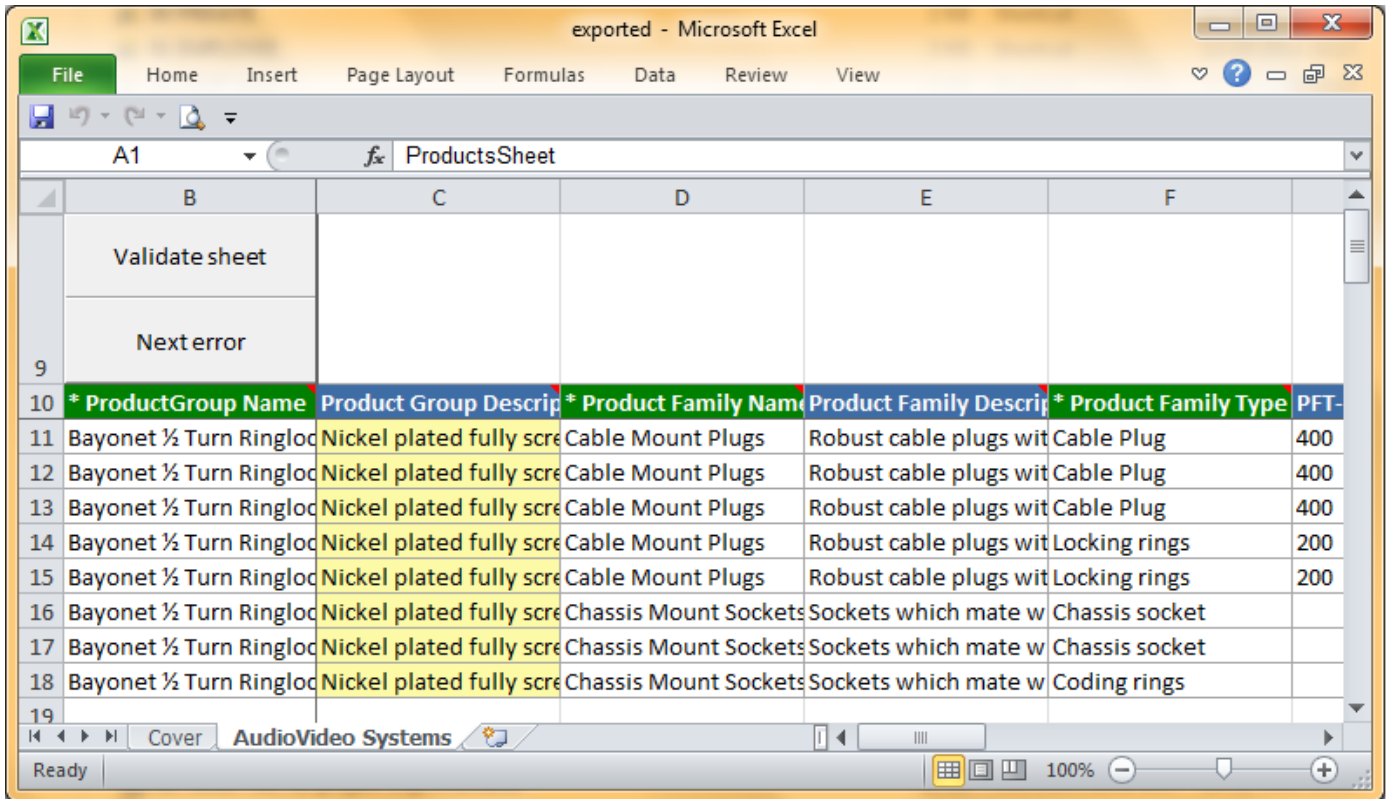 exported - Microsoft Excel
File Home Insert Page Layout Formulas Data Review View
A1 fx ProductsSheet
B C D E F
Validate sheet
Next error
9
10 * ProductGroup Name Product Group Descrip * Product Family Name Product Family Descrip * Product Family Type PFT-
11 Bayonet ½ Turn Ringloc Nickel plated fully scre Cable Mount Plugs Robust cable plugs wit Cable Plug 400
12 Bayonet ½ Turn Ringloc Nickel plated fully scre Cable Mount Plugs Robust cable plugs wit Cable Plug 400
13 Bayonet ½ Turn Ringloc Nickel plated fully scre Cable Mount Plugs Robust cable plugs wit Cable Plug 400
14 Bayonet ½ Turn Ringloc Nickel plated fully scre Cable Mount Plugs Robust cable plugs wit Locking rings 200
15 Bayonet ½ Turn Ringloc Nickel plated fully scre Cable Mount Plugs Robust cable plugs wit Locking rings 200
16 Bayonet ½ Turn Ringloc Nickel plated fully scre Chassis Mount Sockets Sockets which mate w Chassis socket
17 Bayonet ½ Turn Ringloc Nickel plated fully scre Chassis Mount Sockets Sockets which mate w Chassis socket
18 Bayonet ½ Turn Ringloc Nickel plated fully scre Chassis Mount Sockets Sockets which mate w Coding rings
19
Cover AudioVideo Systems
Ready 100%